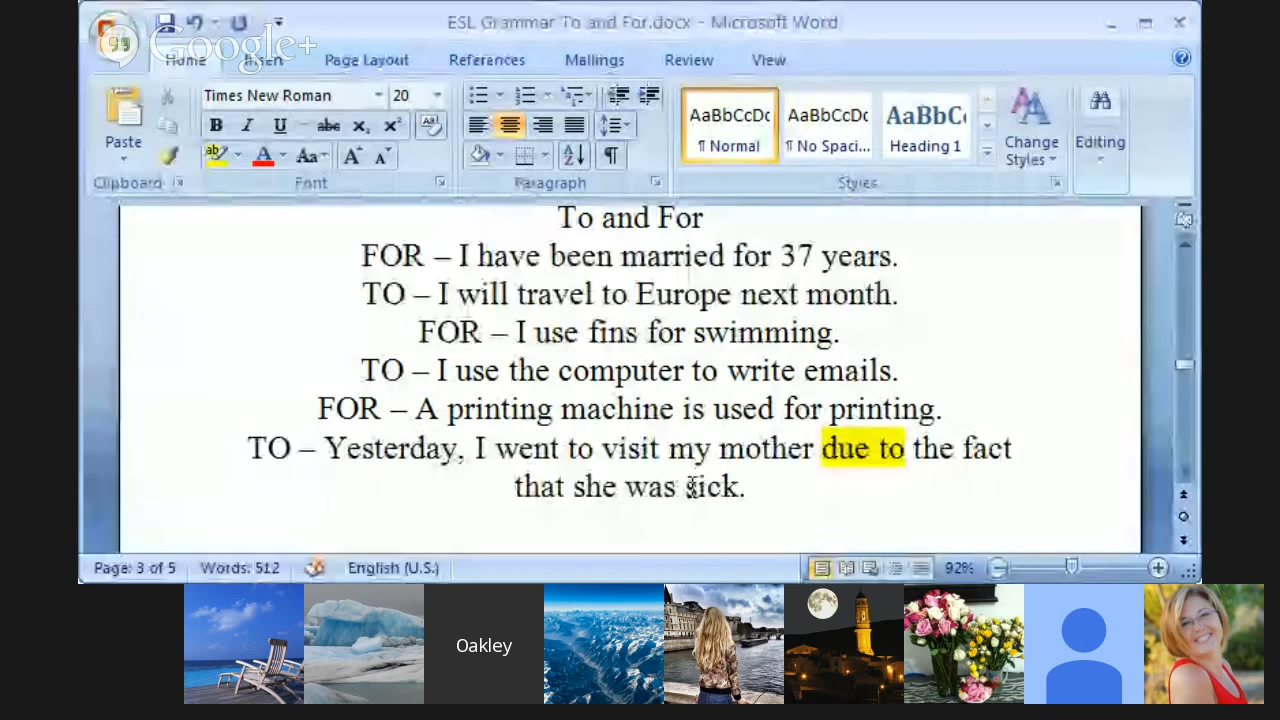 ESL Grammar To and For.docx - Microsoft Word
Google+
Home Insert Page Layout References Mailings Review View
Times New Roman 20
B I U abc x₂ x² Aa A A
Paste
AaBbCcDc AaBbCcDc AaBbC
¶ Normal ¶ No Spaci... Heading 1
Change Styles
Editing
Clipboard Font Paragraph Styles
To and For
FOR – I have been married for 37 years.
TO – I will travel to Europe next month.
FOR – I use fins for swimming.
TO – I use the computer to write emails.
FOR – A printing machine is used for printing.
TO – Yesterday, I went to visit my mother due to the fact
that she was sick.
Page: 3 of 5 Words: 512 English (U.S.) 92%
Oakley